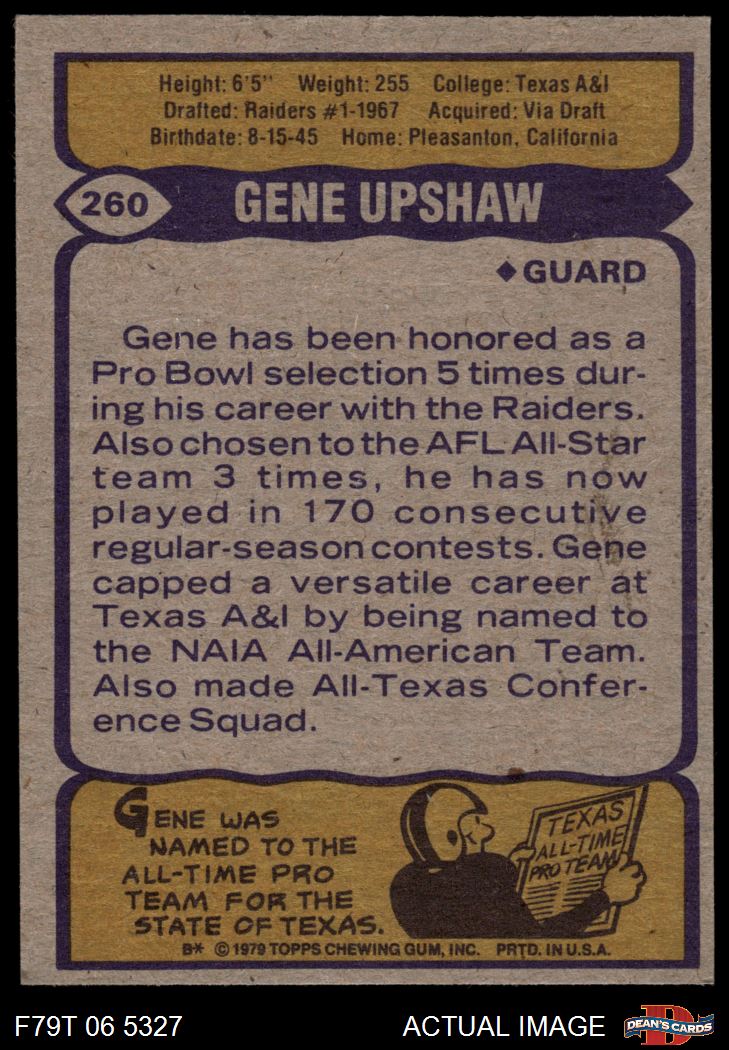 Height: 6'5" Weight: 255 College: Texas A&I
Drafted: Raiders #1-1967 Acquired: Via Draft
Birthdate: 8-15-45 Home: Pleasanton, California
260 GENE UPSHAW
♦GUARD
Gene has been honored as a
Pro Bowl selection 5 times dur-
ing his career with the Raiders.
Also chosen to the AFL All-Star
team 3 times, he has now
played in 170 consecutive
regular-season contests. Gene
capped a versatile career at
Texas A&I by being named to
the NAIA All-American Team.
Also made All-Texas Confer-
ence Squad.
GENE WAS
NAMED TO THE
ALL-TIME PRO
TEAM FOR THE
STATE OF TEXAS.
TEXAS
ALL-TIME
PRO TEAM
B* ©1979 TOPPS CHEWING GUM, INC. PRTD. IN U.S.A.
F79T 06 5327 ACTUAL IMAGE
D
DEAN'S CARDS